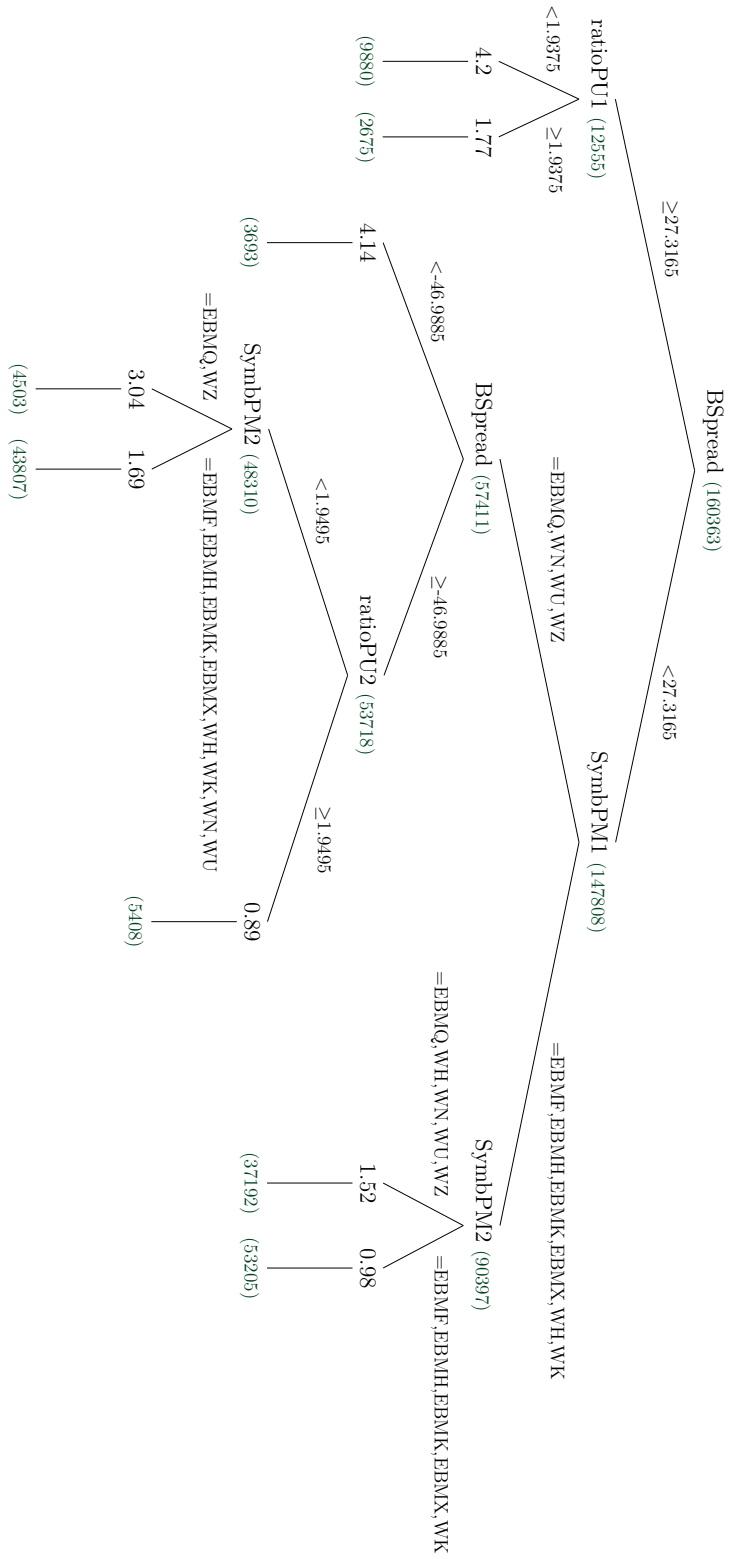 BSpread (160363)
≥27.3165
<27.3165
ratioPU1 (12555)
SymbPM1 (147808)
<1.9375
≥1.9375
=EBMQ,WN,WU,WZ
=EBMF,EBMH,EBMK,EBMX,WH,WK
4.2
1.77
BSpread (57411)
SymbPM2 (90397)
<-46.9885
≥-46.9885
=EBMQ,WH,WN,WU,WZ
=EBMF,EBMH,EBMK,EBMX,WK
(9880)
(2675)
4.14
ratioPU2 (53718)
1.52
0.98
<1.9495
≥1.9495
(3693)
SymbPM2 (48310)
0.89
(37192)
(53205)
=EBMQ,WZ
=EBMF,EBMH,EBMK,EBMX,WH,WK,WN,WU
3.04
1.69
(5408)
(4503)
(43807)